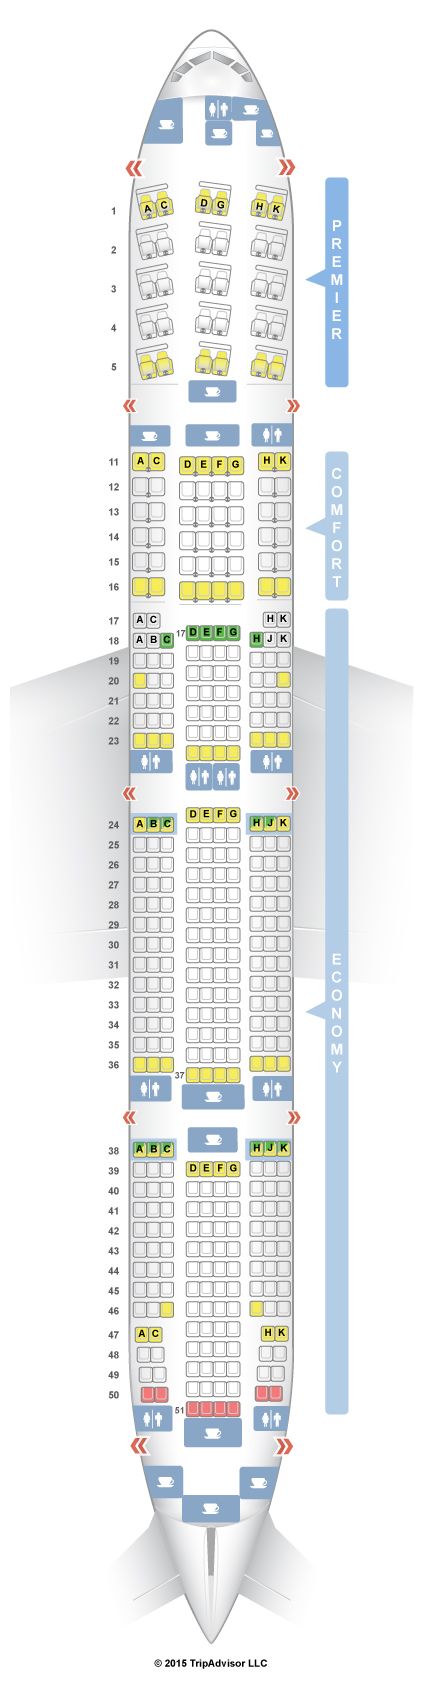 1 A C D G H K
2
3
4
5
PREMIER
11 A C D E F G H K
12
13
14
15
16
COMFORT
17 A C H K
17 D E F G
18 A B C H J K
19
20
21
22
23
24 A B C D E F G H J K
25
26
27
28
29
30
31
32
33
34
35
36
37
ECONOMY
38 A B C H J K
39 D E F G
40
41
42
43
44
45
46
47 A C H K
48
49
50
51
© 2015 TripAdvisor LLC